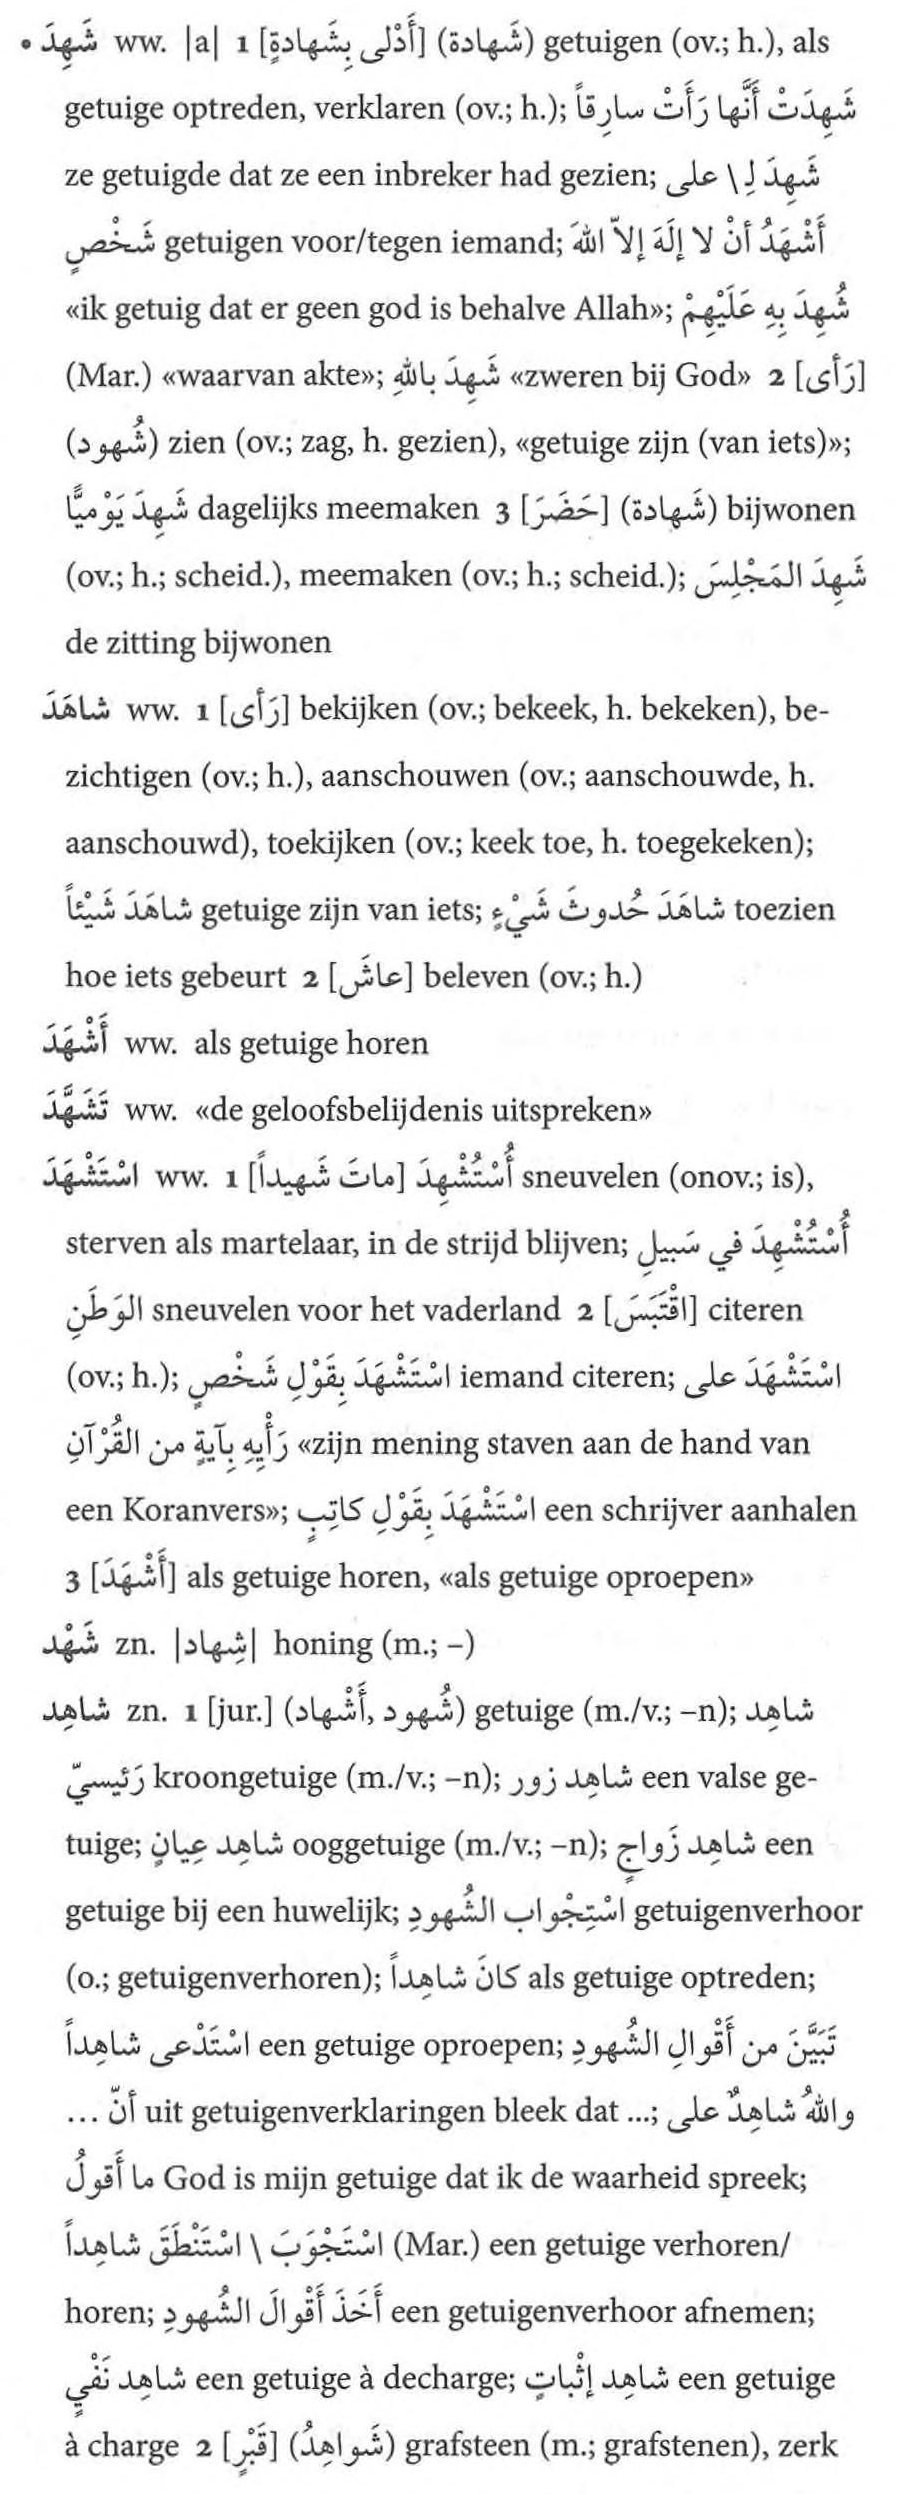 • شَهِدَ ww. |a| 1 [أَدْلى بِشَهادةٍ] (شَهادة) getuigen (ov.; h.), als
getuige optreden, verklaren (ov.; h.); شَهِدَتْ أَنَّها رَأَتْ سارِقاً
ze getuigde dat ze een inbreker had gezien; شَهِدَ لِ \ على
شَخْصٍ getuigen voor/tegen iemand; أَشْهَدُ أنْ لا إلَهَ إلاّ اللهَ
«ik getuig dat er geen god is behalve Allah»; شُهِدَ بِهِ عَلَيْهِمْ
(Mar.) «waarvan akte»; شَهِدَ بالله «zweren bij God» 2 [رَأى]
(شُهود) zien (ov.; zag, h. gezien), «getuige zijn (van iets)»;
شَهِدَ يَوْميًّا dagelijks meemaken 3 [حَضَرَ] (شَهادة) bijwonen
(ov.; h.; scheid.), meemaken (ov.; h.; scheid.); شَهِدَ المَجْلِسَ
de zitting bijwonen
شاهَدَ ww. 1 [رَأى] bekijken (ov.; bekeek, h. bekeken), be-
zichtigen (ov.; h.), aanschouwen (ov.; aanschouwde, h.
aanschouwd), toekijken (ov.; keek toe, h. toegekeken);
شاهَدَ شَيْئاً getuige zijn van iets; شاهَدَ حُدوثَ شَيْءٍ toezien
hoe iets gebeurt 2 [عاشَ] beleven (ov.; h.)
أَشْهَدَ ww. als getuige horen
تَشَهَّدَ ww. «de geloofsbelijdenis uitspreken»
اسْتَشْهَدَ ww. 1 [ماتَ شَهيداً] أُسْتُشْهِدَ sneuvelen (onov.; is),
sterven als martelaar, in de strijd blijven; أُسْتُشْهِدَ في سَبيلِ
الوَطَنِ sneuvelen voor het vaderland 2 [اقْتَبَسَ] citeren
(ov.; h.); اسْتَشْهَدَ بِقَوْلِ شَخْصٍ iemand citeren; اسْتَشْهَدَ على
رَأْيِهِ بِآيةٍ من القُرْآنِ «zijn mening staven aan de hand van
een Koranvers»; اسْتَشْهَدَ بِقَوْلِ كاتِبٍ een schrijver aanhalen
3 [أَشْهَدَ] als getuige horen, «als getuige oproepen»
شَهْد zn. |شِهاد| honing (m.; –)
شاهِد zn. 1 [jur.] (شُهود, أَشْهاد) getuige (m./v.; –n); شاهِد
رَئيسيّ kroongetuige (m./v.; –n); شاهِد زور een valse ge-
tuige; شاهِد عِيانٍ ooggetuige (m./v.; –n); شاهِد زَواجٍ een
getuige bij een huwelijk; اسْتِجْواب الشُهودِ getuigenverhoor
(o.; getuigenverhoren); كانَ شاهِداً als getuige optreden;
اسْتَدْعى شاهِداً een getuige oproepen; تَبَيَّنَ من أَقْوالِ الشُهودِ
أنّ ... uit getuigenverklaringen bleek dat ...; واللهُ شاهِدٌ على
ما أَقولُ God is mijn getuige dat ik de waarheid spreek;
اسْتَجْوَبَ \ اسْتَنْطَقَ شاهِداً (Mar.) een getuige verhoren/
horen; أَخَذَ أَقْوالَ الشُهودِ een getuigenverhoor afnemen;
شاهِد نَفْيٍ een getuige à decharge; شاهِد إثْباتٍ een getuige
à charge 2 [قَبْرٍ] (شَواهِدُ) grafsteen (m.; grafstenen), zerk